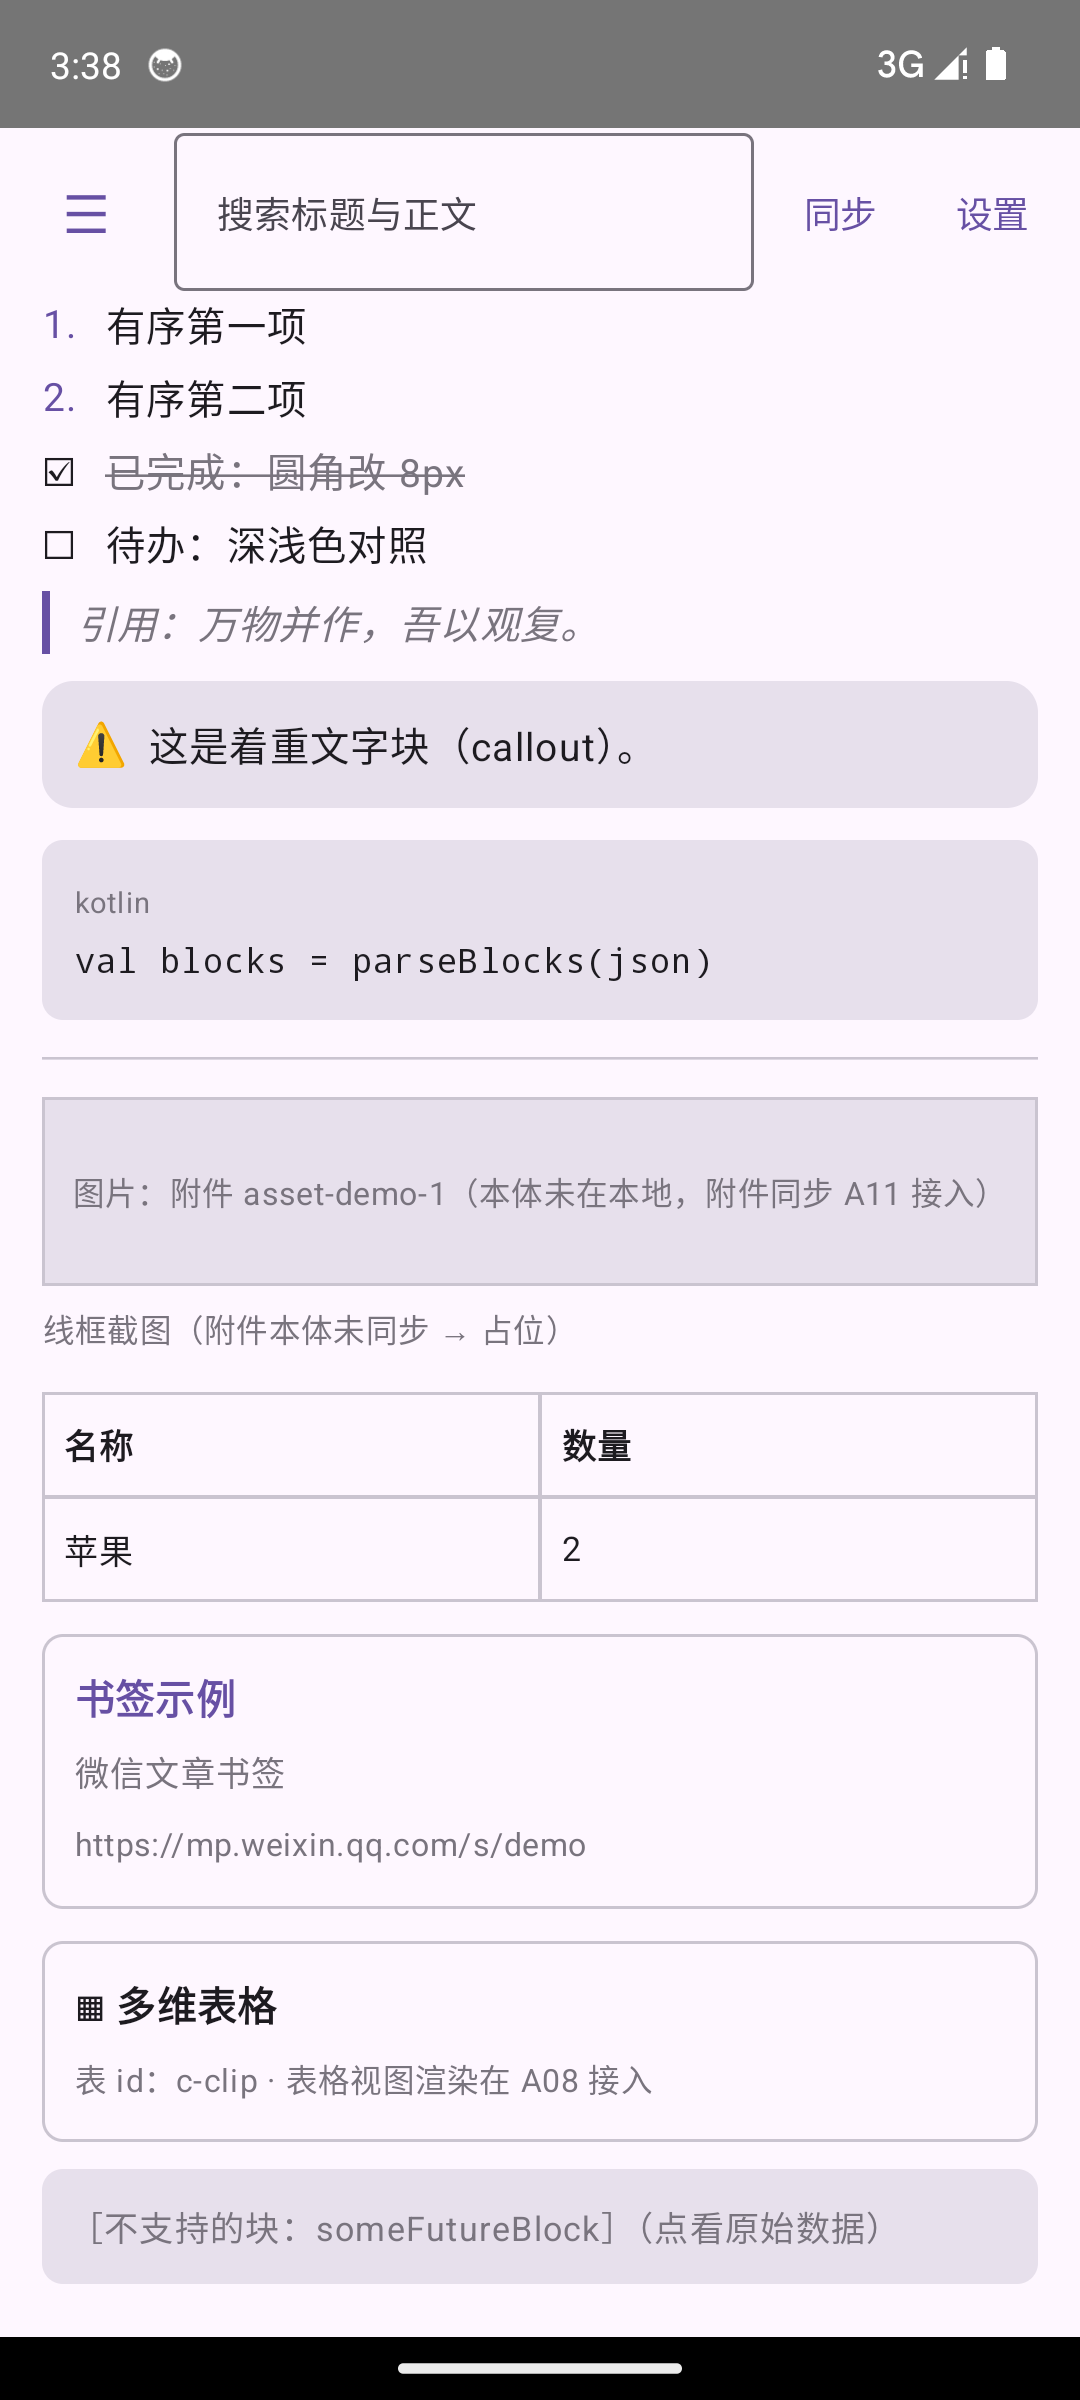 3:38
3G
搜索标题与正文
同步
设置
1. 有序第一项
2. 有序第二项
☑ 已完成：圆角改 8px
☐ 待办：深浅色对照
引用：万物并作，吾以观复。
⚠️ 这是着重文字块（callout）。
kotlin
val blocks = parseBlocks(json)
图片：附件 asset-demo-1（本体未在本地，附件同步 A11 接入）
线框截图（附件本体未同步 → 占位）
名称 数量
苹果 2
书签示例
微信文章书签
https://mp.weixin.qq.com/s/demo
▦ 多维表格
表 id：c-clip · 表格视图渲染在 A08 接入
［不支持的块：someFutureBlock］（点看原始数据）